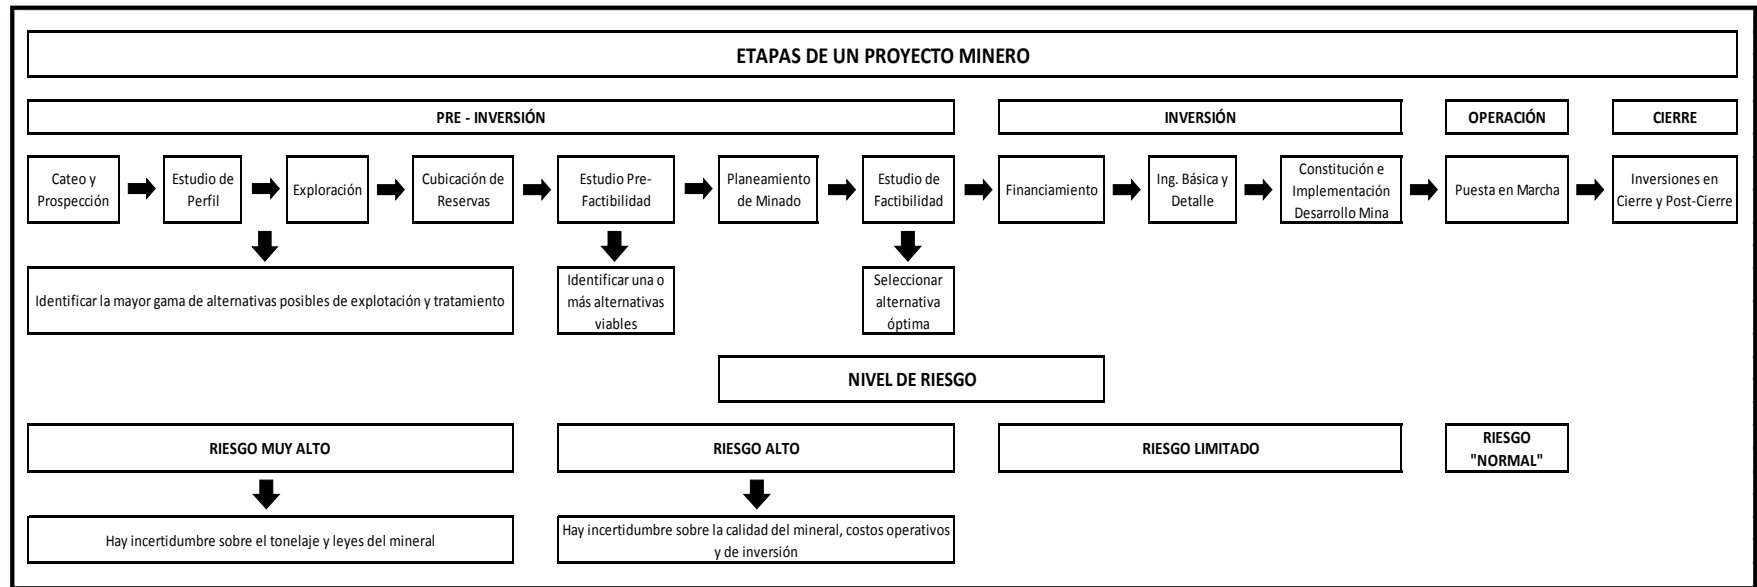 ETAPAS DE UN PROYECTO MINERO
PRE - INVERSIÓN
INVERSIÓN
OPERACIÓN
CIERRE
Cateo y
Prospección
Estudio de
Perfil
Exploración
Cubicación de
Reservas
Estudio Pre-
Factibilidad
Planeamiento
de Minado
Estudio de
Factibilidad
Financiamiento
Ing. Básica y
Detalle
Constitución e
Implementación
Desarrollo Mina
Puesta en Marcha
Inversiones en
Cierre y Post-Cierre
Identificar la mayor gama de alternativas posibles de explotación y tratamiento
Identificar una o
más alternativas
viables
Seleccionar
alternativa
óptima
NIVEL DE RIESGO
RIESGO MUY ALTO
RIESGO ALTO
RIESGO LIMITADO
RIESGO
"NORMAL"
Hay incertidumbre sobre el tonelaje y leyes del mineral
Hay incertidumbre sobre la calidad del mineral, costos operativos
y de inversión